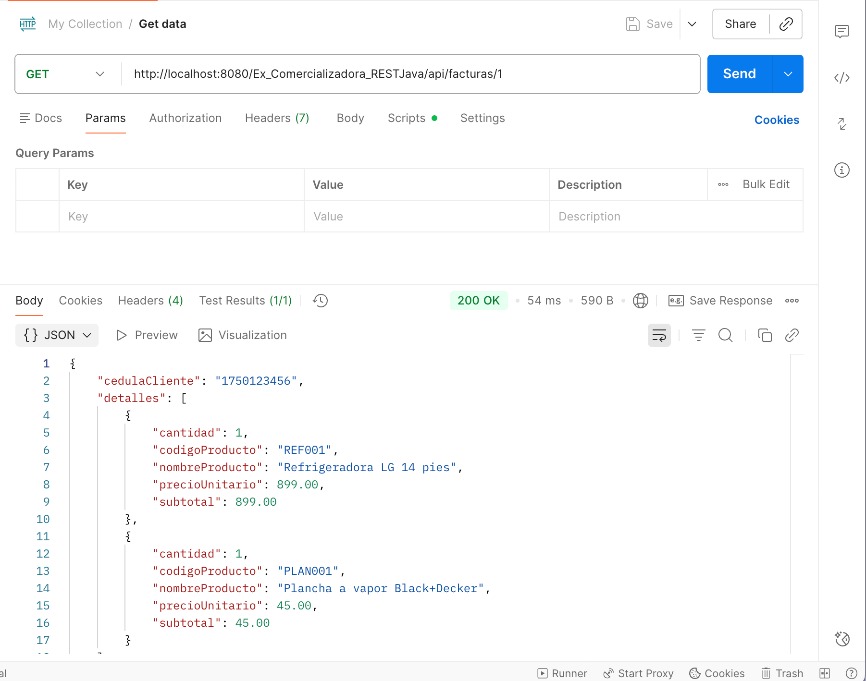 HTTP My Collection / Get data Save Share
GET http://localhost:8080/Ex_Comercializadora_RESTJava/api/facturas/1 Send
Docs Params Authorization Headers (7) Body Scripts Settings Cookies
Query Params
Key Value Description Bulk Edit
Key Value Description
Body Cookies Headers (4) Test Results (1/1) 200 OK • 54 ms • 590 B • e.g. Save Response
{} JSON Preview Visualization
1 {
2 "cedulaCliente": "1750123456",
3 "detalles": [
4 {
5 "cantidad": 1,
6 "codigoProducto": "REF001",
7 "nombreProducto": "Refrigeradora LG 14 pies",
8 "precioUnitario": 899.00,
9 "subtotal": 899.00
10 },
11 {
12 "cantidad": 1,
13 "codigoProducto": "PLAN001",
14 "nombreProducto": "Plancha a vapor Black+Decker",
15 "precioUnitario": 45.00,
16 "subtotal": 45.00
17 }
Runner Start Proxy Cookies Trash